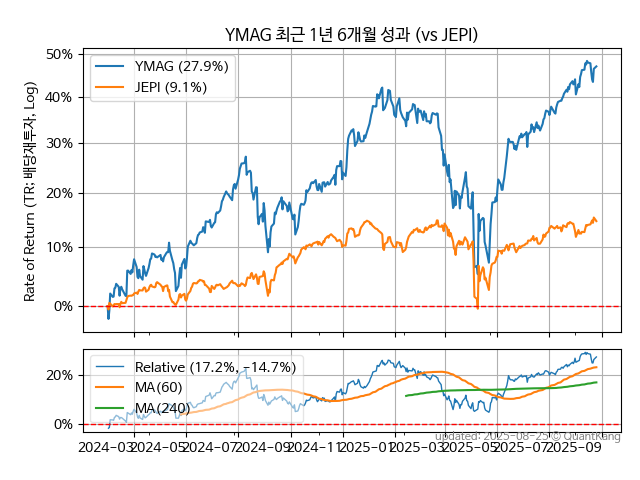 YMAG 최근 1년 6개월 성과 (vs JEPI)
Rate of Return (TR: 배당재투자, Log)
50%
40%
30%
20%
10%
0%
YMAG (27.9%)
JEPI (9.1%)
20%
0%
Relative (17.2%, −14.7%)
MA(60)
MA(240)
2024-03 2024-05 2024-07 2024-09 2024-11 2025-01 2025-03 2025-05 2025-07 2025-09
updated: 2025-08-25 © QuantKang